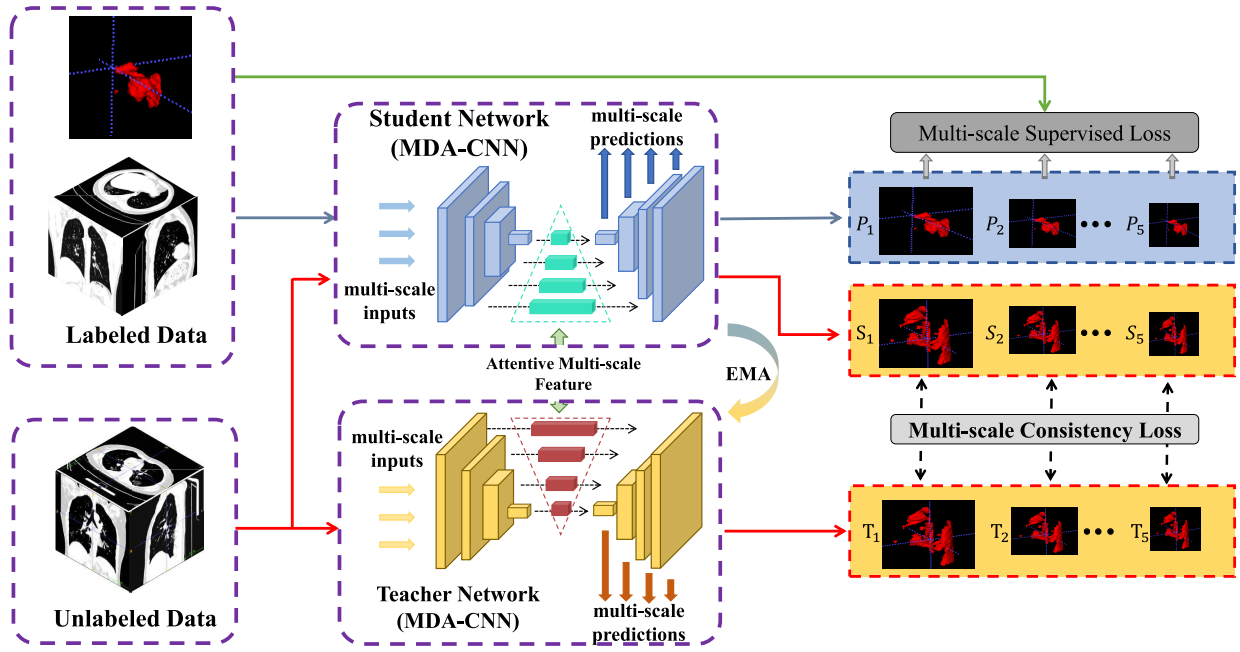 Labeled Data
Unlabeled Data
Student Network
(MDA-CNN)
multi-scale
predictions
multi-scale
inputs
Attentive Multi-scale
Feature
EMA
multi-scale
inputs
Teacher Network
(MDA-CNN)
multi-scale
predictions
Multi-scale Supervised Loss
P1 P2 ••• P5
S1 S2 ••• S5
Multi-scale Consistency Loss
T1 T2 ••• T5